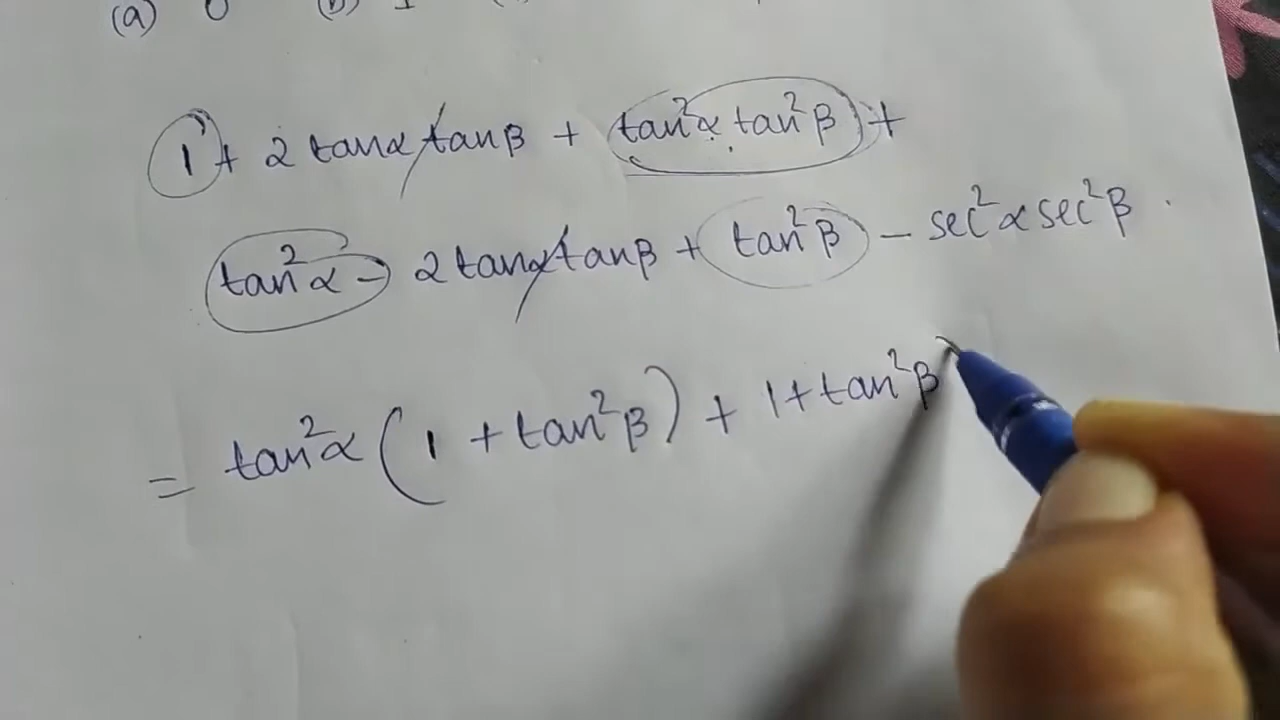 (a) 0 (b) 1
1 + 2 tanα tanβ + tan²α tan²β +
tan²α - 2 tanα tanβ + tan²β - sec²α sec²β
= tan²α (1 + tan²β) + 1 + tan²β